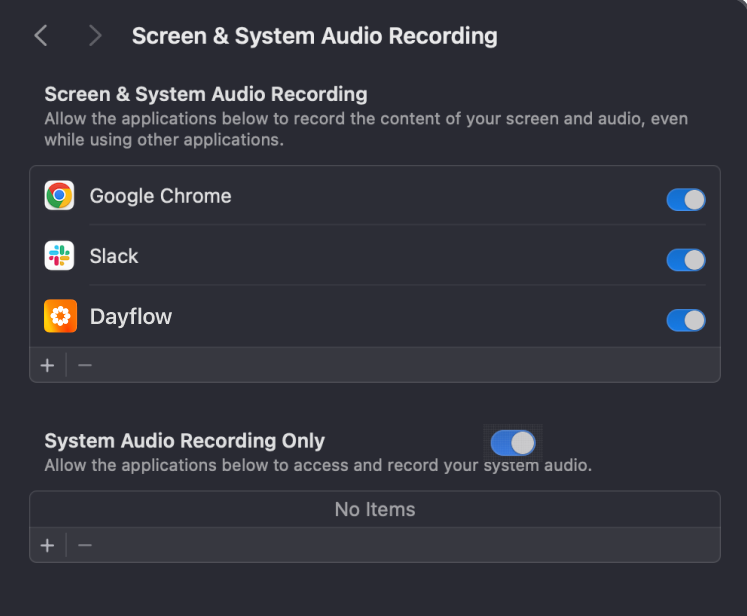 Screen & System Audio Recording
Screen & System Audio Recording
Allow the applications below to record the content of your screen and audio, even
while using other applications.
Google Chrome
Slack
Dayflow
System Audio Recording Only
Allow the applications below to access and record your system audio.
No Items